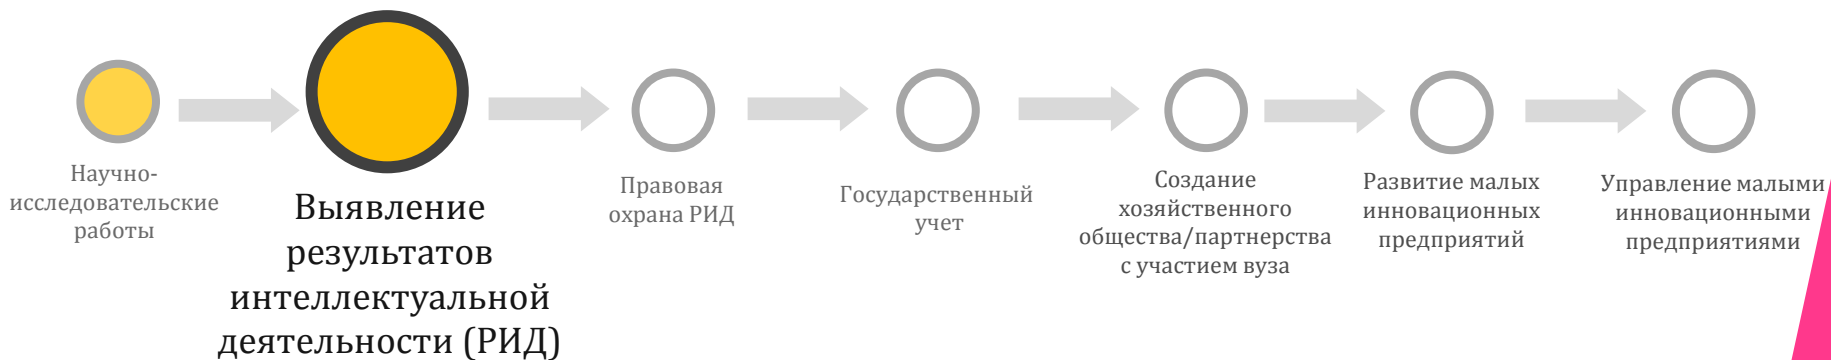 Научно-
исследовательские
работы
Выявление
результатов
интеллектуальной
деятельности (РИД)
Правовая
охрана РИД
Государственный
учет
Создание
хозяйственного
общества/партнерства
с участием вуза
Развитие малых
инновационных
предприятий
Управление малыми
инновационными
предприятиями